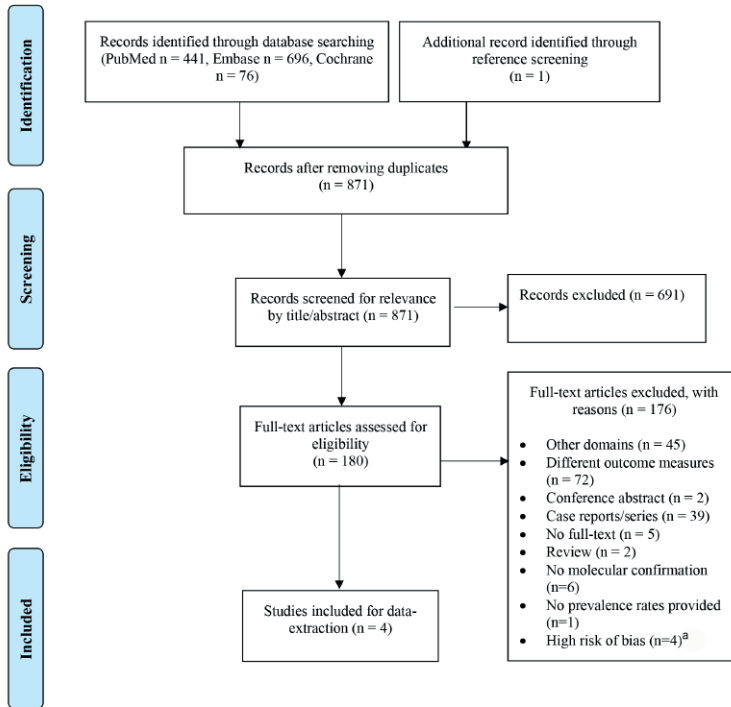 Identification
Records identified through database searching
(PubMed n = 441, Embase n = 696, Cochrane
n = 76)
Additional record identified through
reference screening
(n = 1)
Records after removing duplicates
(n = 871)
Screening
Records screened for relevance
by title/abstract (n = 871)
Records excluded (n = 691)
Eligibility
Full-text articles assessed for
eligibility
(n = 180)
Full-text articles excluded, with
reasons (n = 176)
• Other domains (n = 45)
• Different outcome measures
(n = 72)
• Conference abstract (n = 2)
• Case reports/series (n = 39)
• No full-text (n = 5)
• Review (n = 2)
• No molecular confirmation
(n=6)
• No prevalence rates provided
(n=1)
• High risk of bias (n=4)a
Included
Studies included for data-
extraction (n = 4)